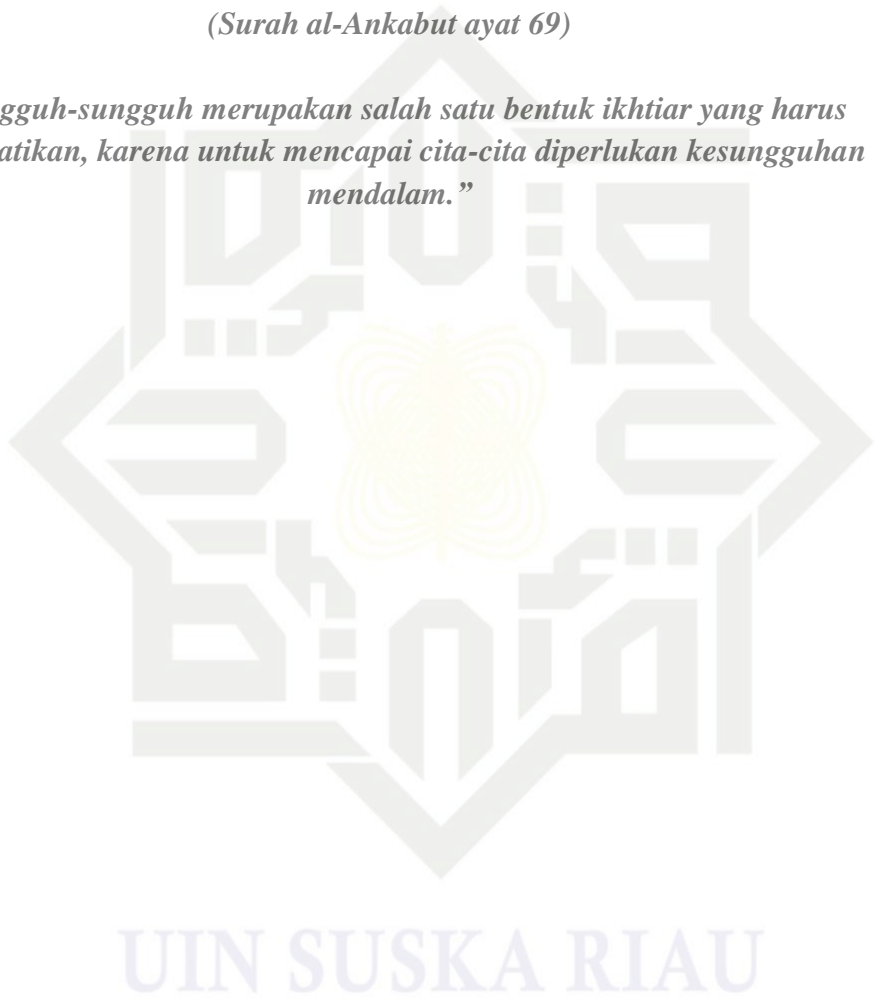 (Surah al-Ankabut ayat 69)
gguh-sungguh merupakan salah satu bentuk ikhtiar yang harus
atikan, karena untuk mencapai cita-cita diperlukan kesungguhan
mendalam.”
UIN SUSKA RIAU